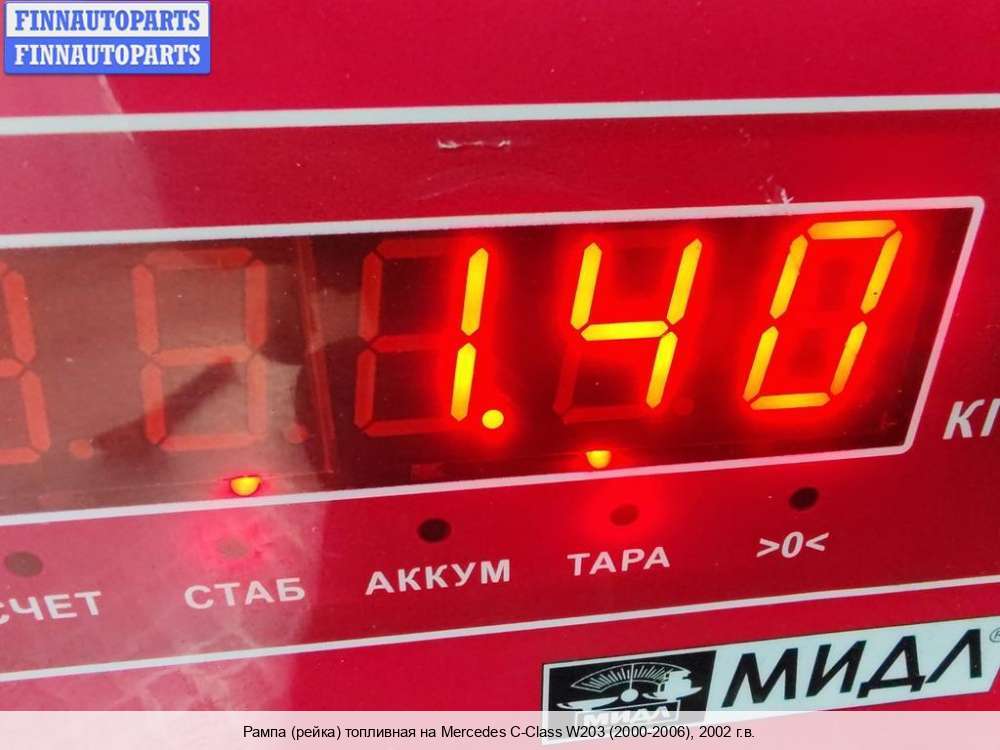 FINNAUTOPARTS
FINNAUTOPARTS
1.40
СТАБ
АККУМ
ТАРА
>0<
МИДЛ
МИДЛ
Рампа (рейка) топливная на Mercedes C-Class W203 (2000-2006), 2002 г.в.